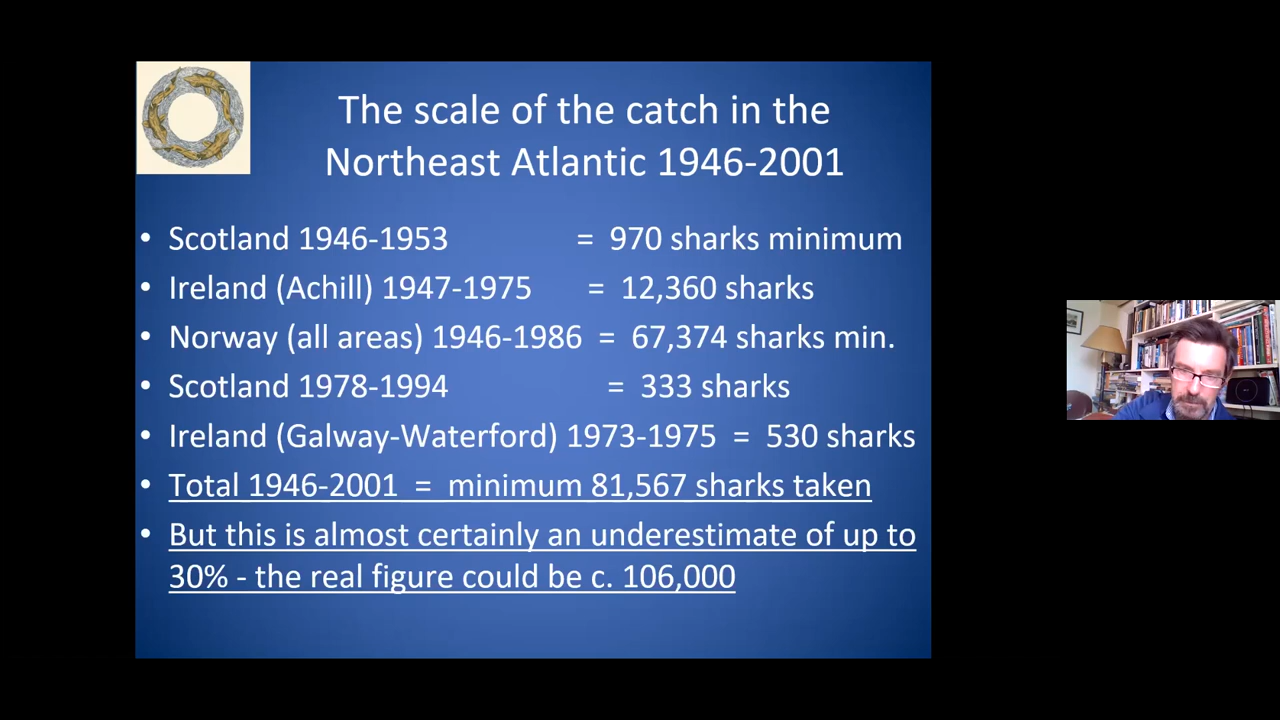 The scale of the catch in the
Northeast Atlantic 1946-2001
• Scotland 1946-1953 = 970 sharks minimum
• Ireland (Achill) 1947-1975 = 12,360 sharks
• Norway (all areas) 1946-1986 = 67,374 sharks min.
• Scotland 1978-1994 = 333 sharks
• Ireland (Galway-Waterford) 1973-1975 = 530 sharks
• Total 1946-2001 = minimum 81,567 sharks taken
• But this is almost certainly an underestimate of up to
30% - the real figure could be c. 106,000